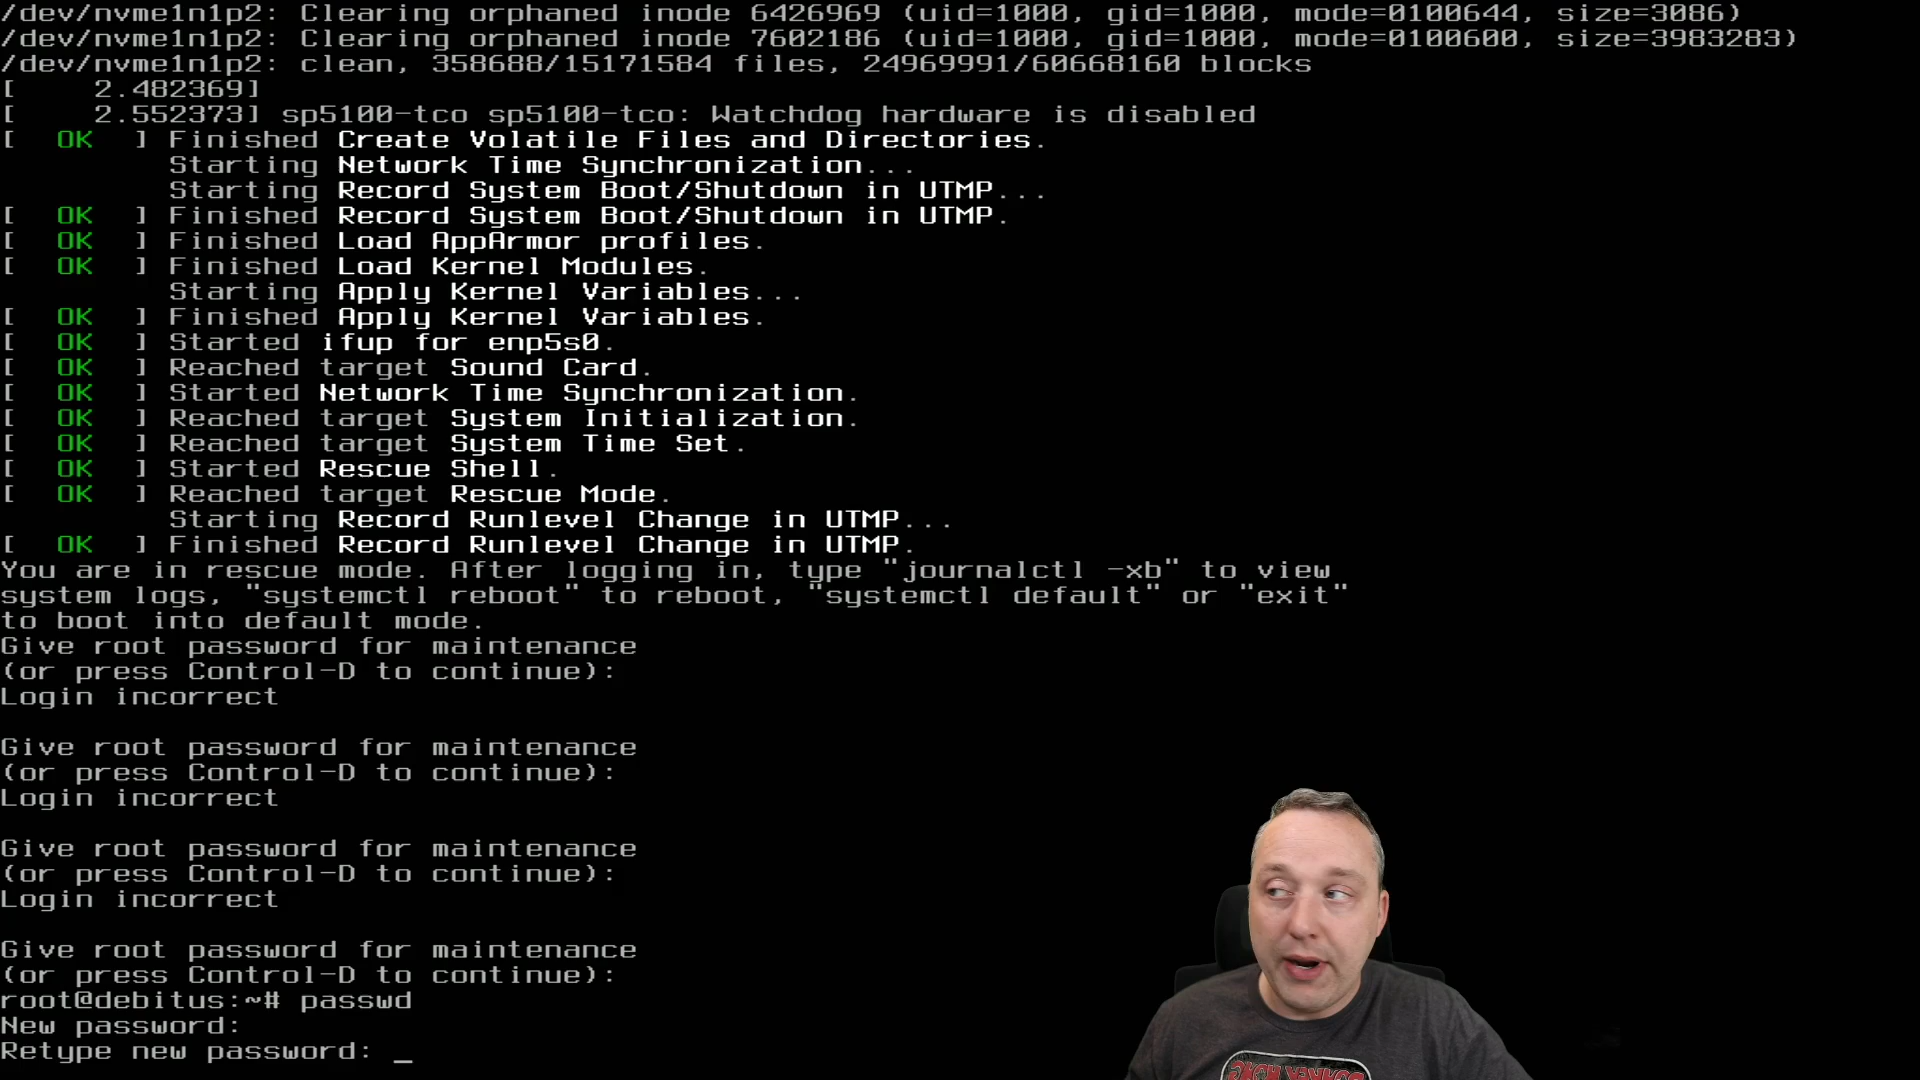 /dev/nvme1n1p2: Clearing orphaned inode 6426969 (uid=1000, gid=1000, mode=0100644, size=3086)
/dev/nvme1n1p2: Clearing orphaned inode 7602186 (uid=1000, gid=1000, mode=0100600, size=3983283)
/dev/nvme1n1p2: clean, 358688/15171584 files, 24969991/60668160 blocks
[    2.482369]
[    2.552373] sp5100-tco sp5100-tco: Watchdog hardware is disabled
[  OK  ] Finished Create Volatile Files and Directories.
Starting Network Time Synchronization...
Starting Record System Boot/Shutdown in UTMP...
[  OK  ] Finished Record System Boot/Shutdown in UTMP.
[  OK  ] Finished Load AppArmor profiles.
[  OK  ] Finished Load Kernel Modules.
Starting Apply Kernel Variables...
[  OK  ] Finished Apply Kernel Variables.
[  OK  ] Started ifup for enp5s0.
[  OK  ] Reached target Sound Card.
[  OK  ] Started Network Time Synchronization.
[  OK  ] Reached target System Initialization.
[  OK  ] Reached target System Time Set.
[  OK  ] Started Rescue Shell.
[  OK  ] Reached target Rescue Mode.
Starting Record Runlevel Change in UTMP...
[  OK  ] Finished Record Runlevel Change in UTMP.
You are in rescue mode. After logging in, type "journalctl -xb" to view
system logs, "systemctl reboot" to reboot, "systemctl default" or "exit"
to boot into default mode.
Give root password for maintenance
(or press Control-D to continue):
Login incorrect
Give root password for maintenance
(or press Control-D to continue):
Login incorrect
Give root password for maintenance
(or press Control-D to continue):
Login incorrect
Give root password for maintenance
(or press Control-D to continue):
root@debitus:~# passwd
New password:
Retype new password: _